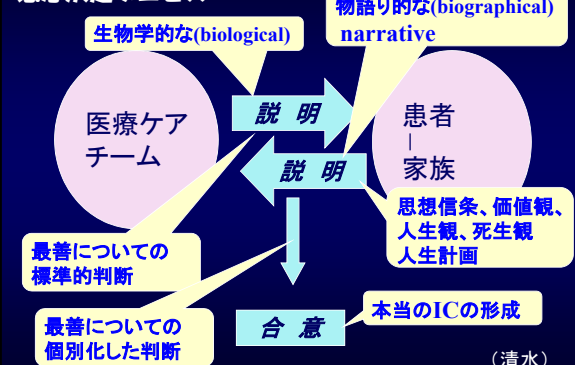 生物学的な(biological)
物語り的な(biographical)
narrative
医療ケア
チーム
説 明
説 明
患者
|
家族
思想信条、価値観、
人生観、死生観
人生計画
最善についての
標準的判断
最善についての
個別化した判断
合 意
本当のICの形成
(清水)